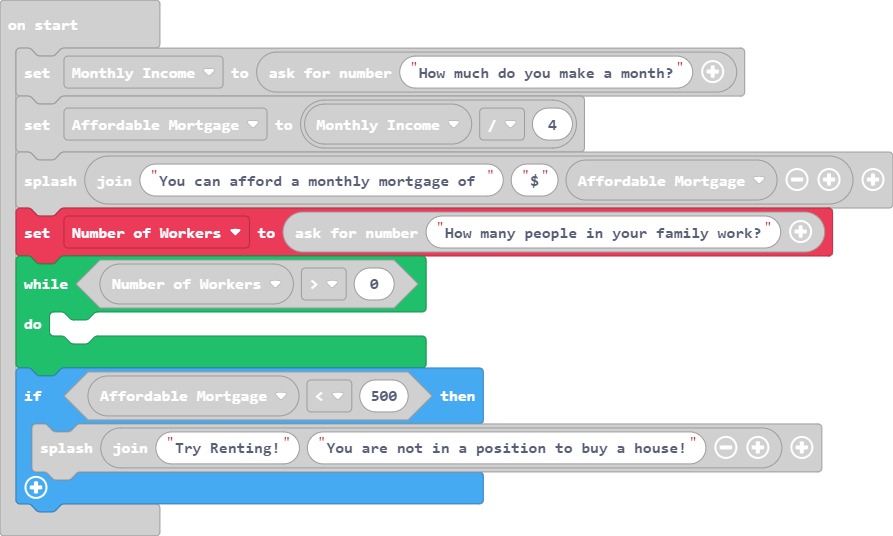 on start
set Monthly Income to ask for number "How much do you make a month?"
set Affordable Mortgage to Monthly Income / 4
splash join "You can afford a monthly mortgage of " "$" Affordable Mortgage
set Number of Workers to ask for number "How many people in your family work?"
while Number of Workers > 0
do
if Affordable Mortgage < 500 then
splash join "Try Renting!" "You are not in a position to buy a house!"